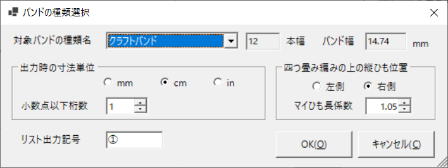 バンドの種類選択
対象バンドの種類名 クラフトバンド 12 本幅 バンド幅 14.74 mm
出力時の寸法単位
mm cm in
小数点以下桁数 1
四つ畳み編みの上の縦ひも位置
左側 右側
マイひも長係数 1.05
リスト出力記号 ①
OK(O) キャンセル(C)